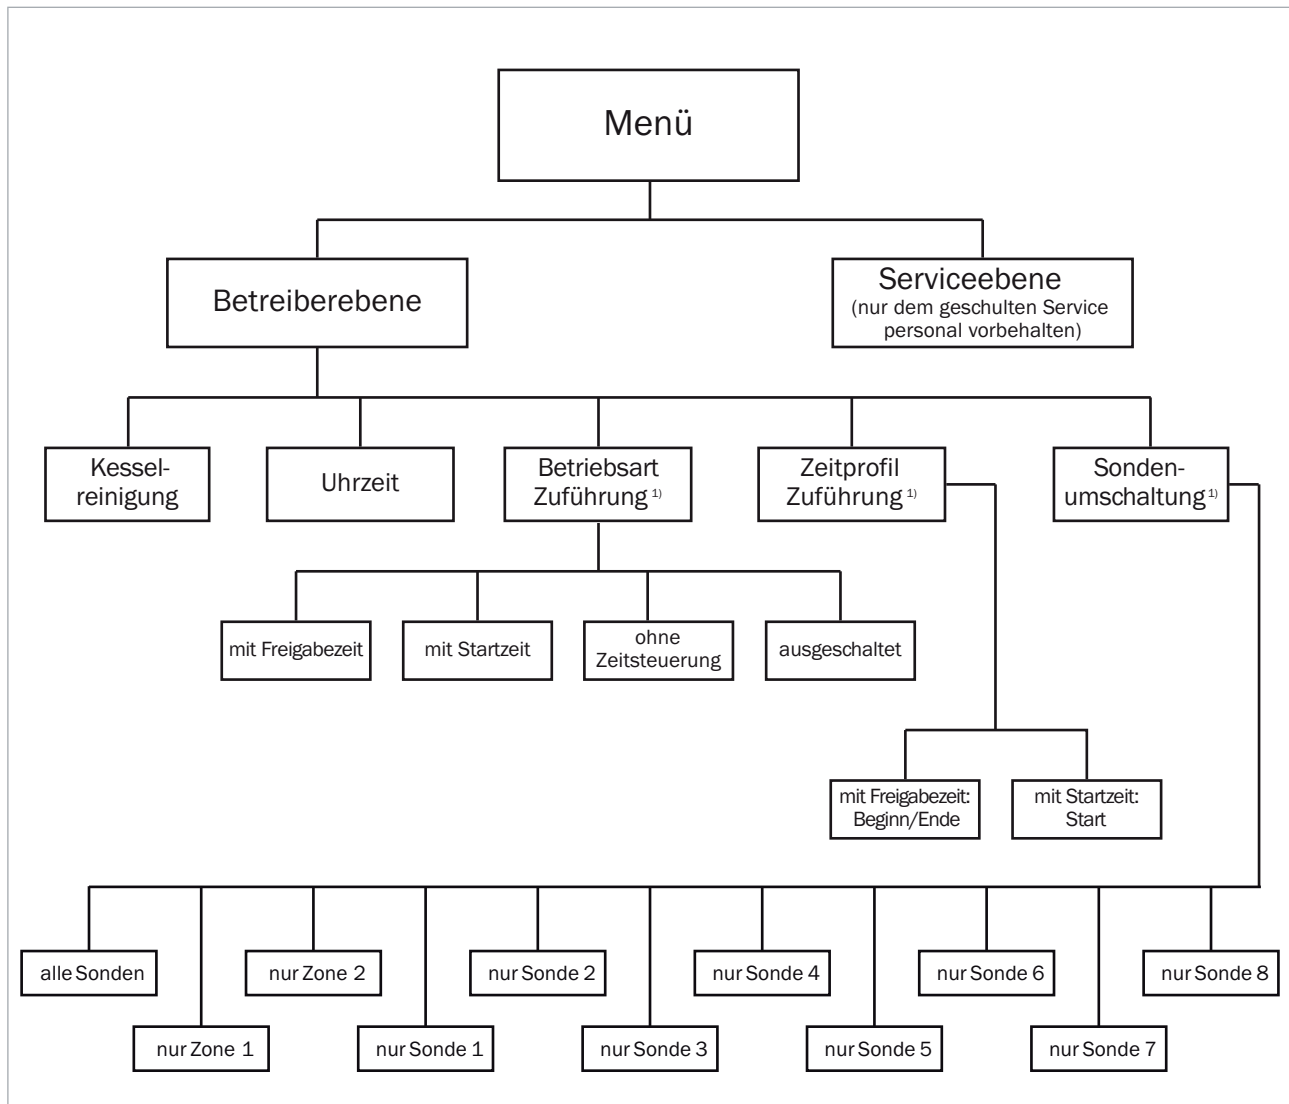 Menü
Betreiberebene
Serviceebene
(nur dem geschulten Service
personal vorbehalten)
Kessel-
reinigung
Uhrzeit
Betriebsart
Zuführung 1)
Zeitprofil
Zuführung 1)
Sonden-
umschaltung 1)
mit Freigabezeit
mit Startzeit
ohne
Zeitsteuerung
ausgeschaltet
mit Freigabezeit:
Beginn/Ende
mit Startzeit:
Start
alle Sonden
nur Zone 1
nur Zone 2
nur Sonde 1
nur Sonde 2
nur Sonde 3
nur Sonde 4
nur Sonde 5
nur Sonde 6
nur Sonde 7
nur Sonde 8